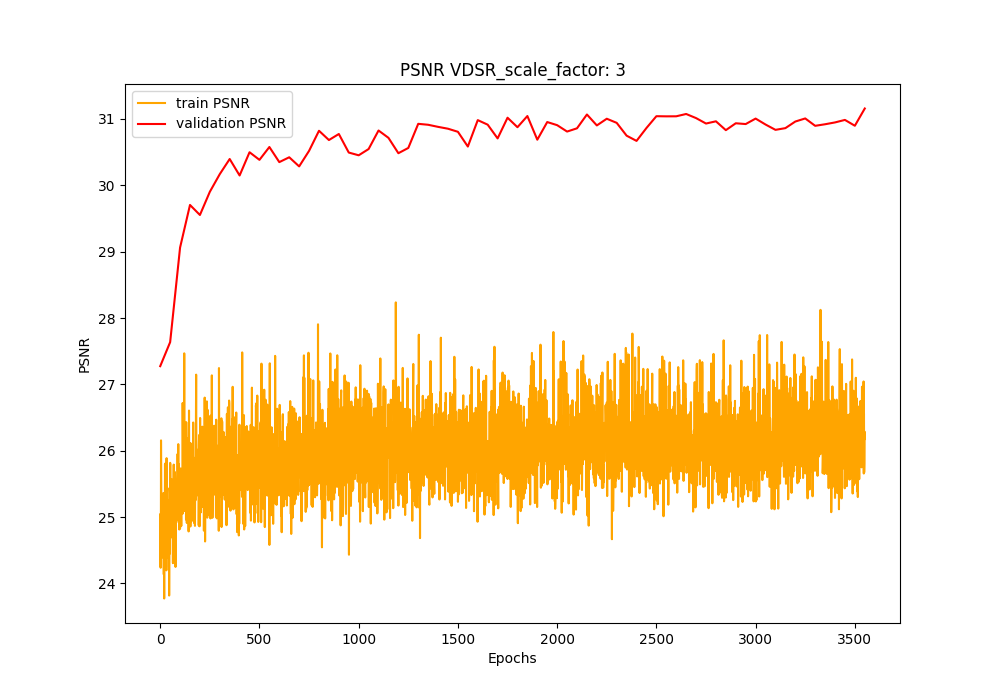 PSNR VDSR_scale_factor: 3
train PSNR
validation PSNR
31
30
29
28
27
26
25
24
PSNR
0 500 1000 1500 2000 2500 3000 3500
Epochs